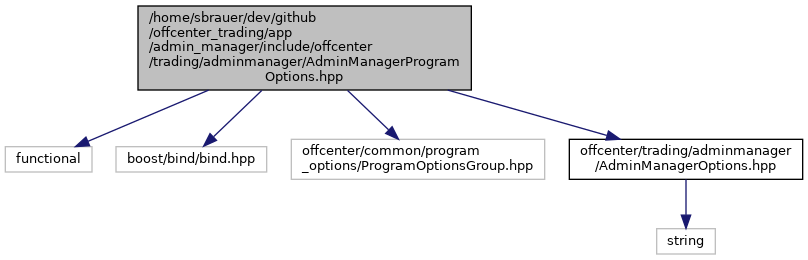 /home/sbrauer/dev/github
/offcenter_trading/app
/admin_manager/include/offcenter
/trading/adminmanager/AdminManagerProgram
Options.hpp
functional
boost/bind/bind.hpp
offcenter/common/program
_options/ProgramOptionsGroup.hpp
offcenter/trading/adminmanager
/AdminManagerOptions.hpp
string